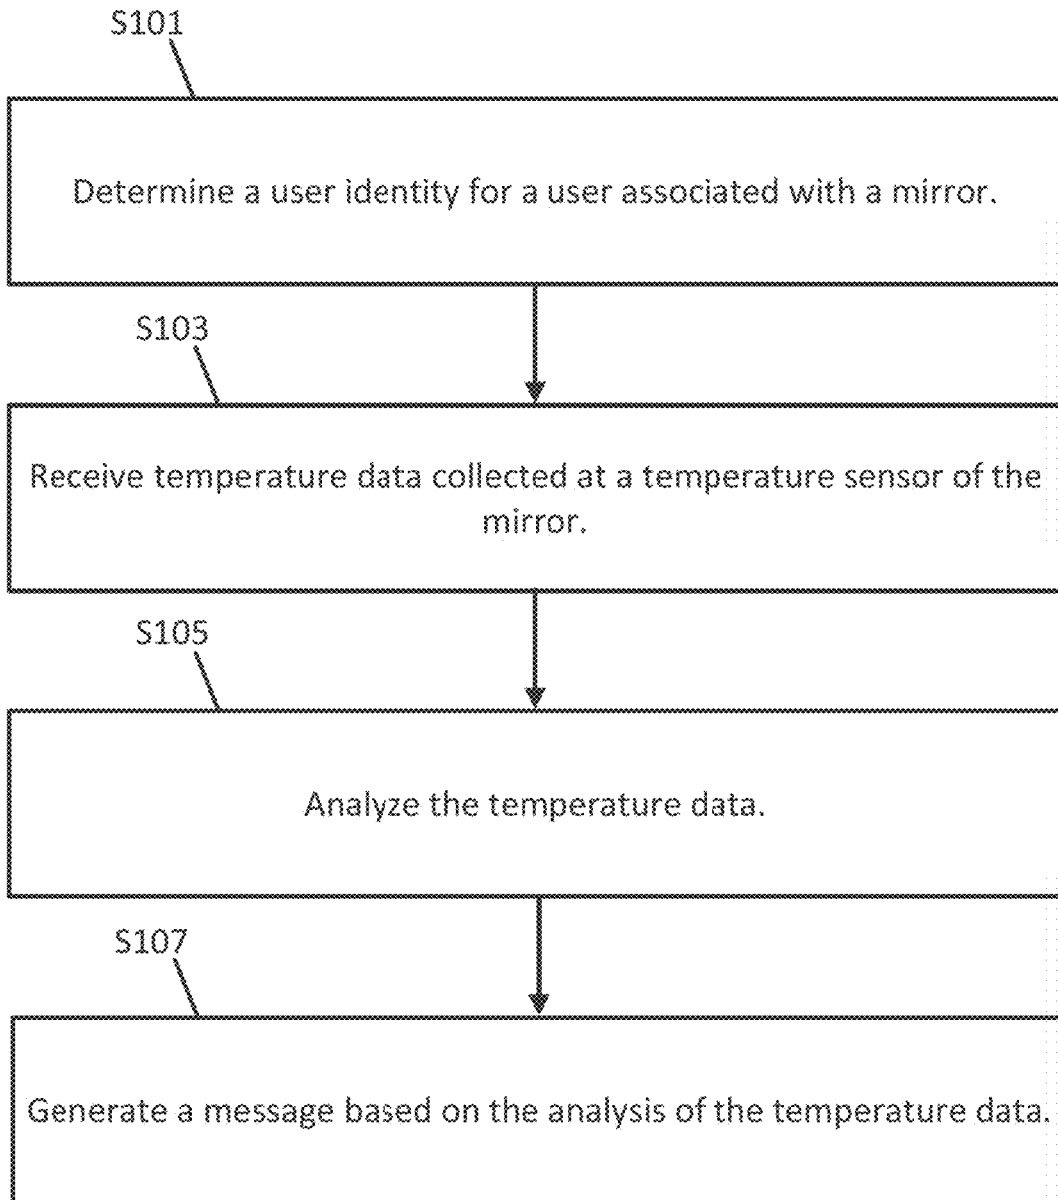 S101
Determine a user identity for a user associated with a mirror.
S103
Receive temperature data collected at a temperature sensor of the
mirror.
S105
Analyze the temperature data.
S107
Generate a message based on the analysis of the temperature data.